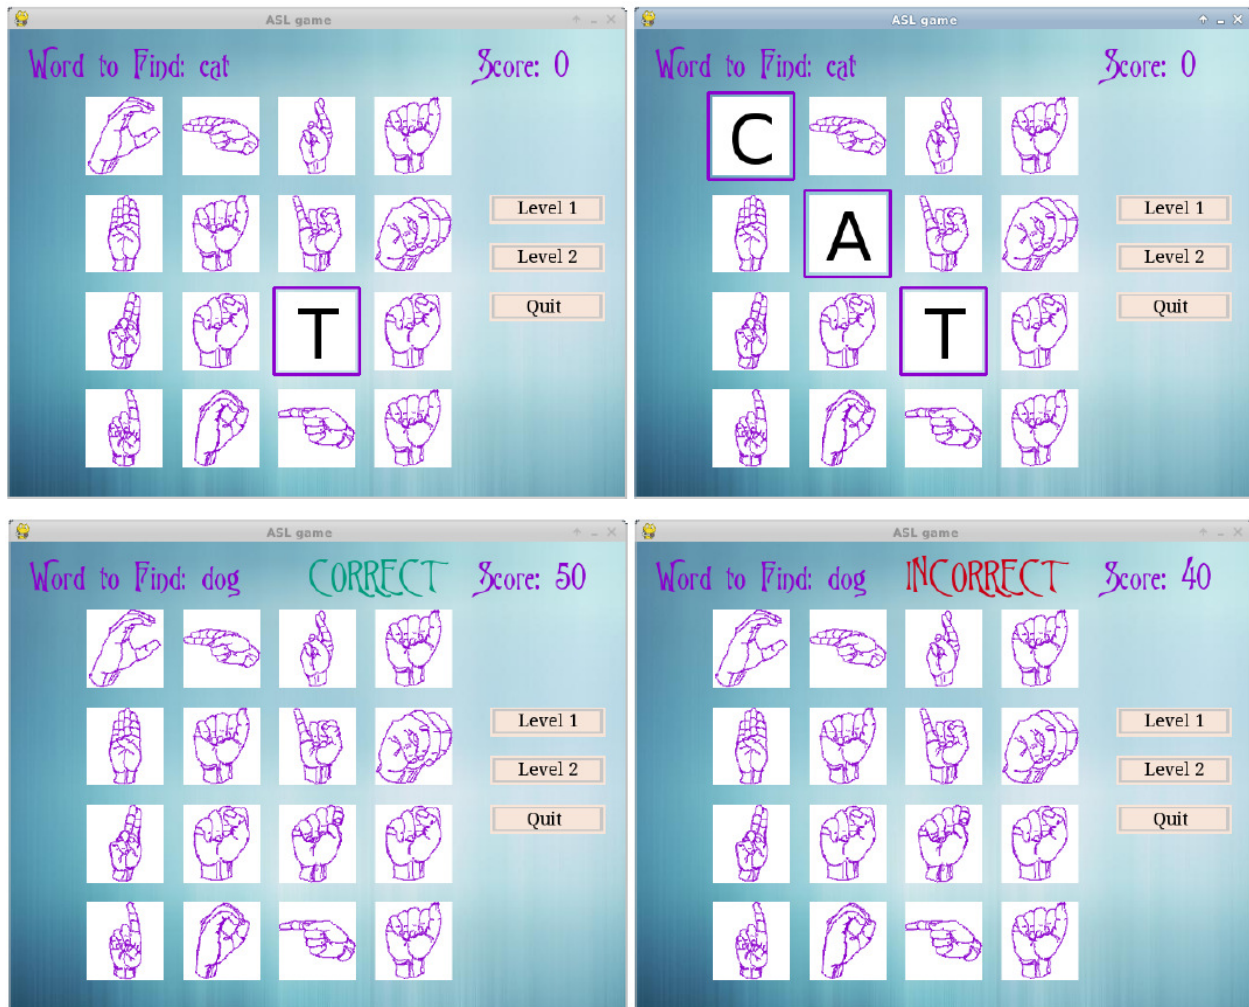 ASL game
Word to Find: cat Score: 0
Level 1
Level 2
T
Quit
ASL game
Word to Find: cat Score: 0
C
A
Level 1
Level 2
T
Quit
ASL game
Word to Find: dog CORRECT Score: 50
Level 1
Level 2
Quit
ASL game
Word to Find: dog INCORRECT Score: 40
Level 1
Level 2
Quit